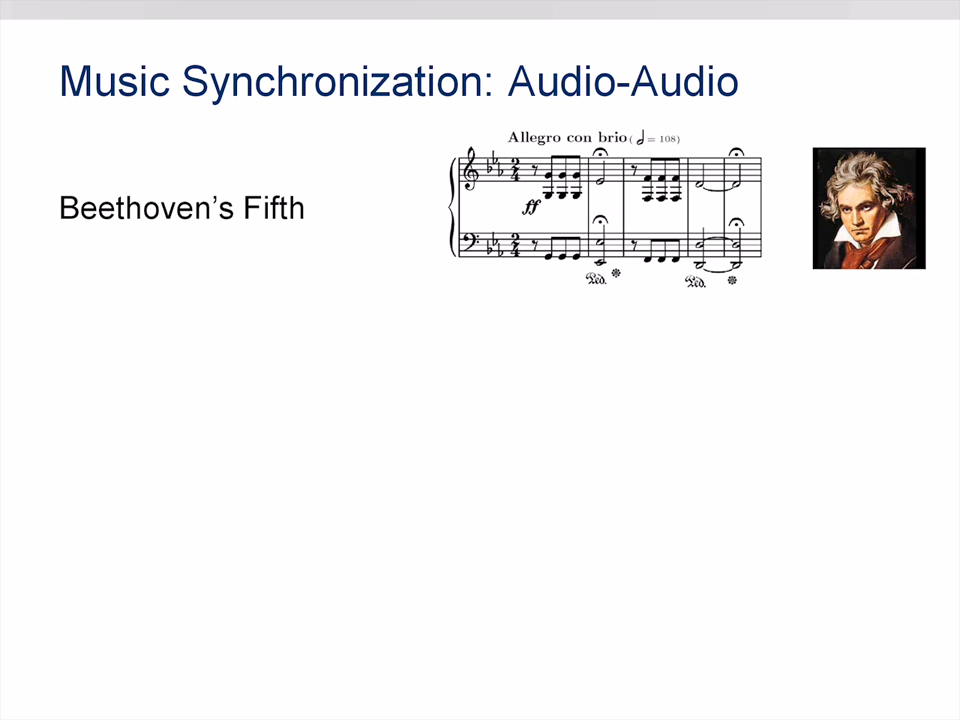 Music Synchronization: Audio-Audio
Allegro con brio ( 𝅗𝅥 = 108)
Beethoven's Fifth
ff
Ped. Ped.